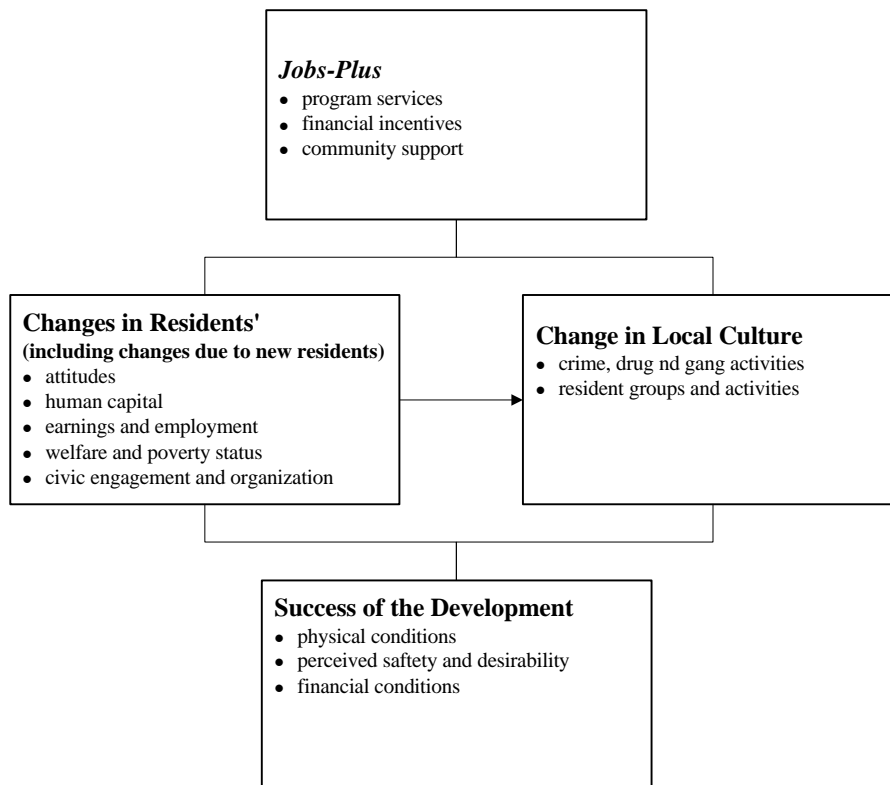 Jobs-Plus
● program services
● financial incentives
● community support
Changes in Residents'
(including changes due to new residents)
● attitudes
● human capital
● earnings and employment
● welfare and poverty status
● civic engagement and organization
Change in Local Culture
● crime, drug nd gang activities
● resident groups and activities
Success of the Development
● physical conditions
● perceived saftety and desirability
● financial conditions